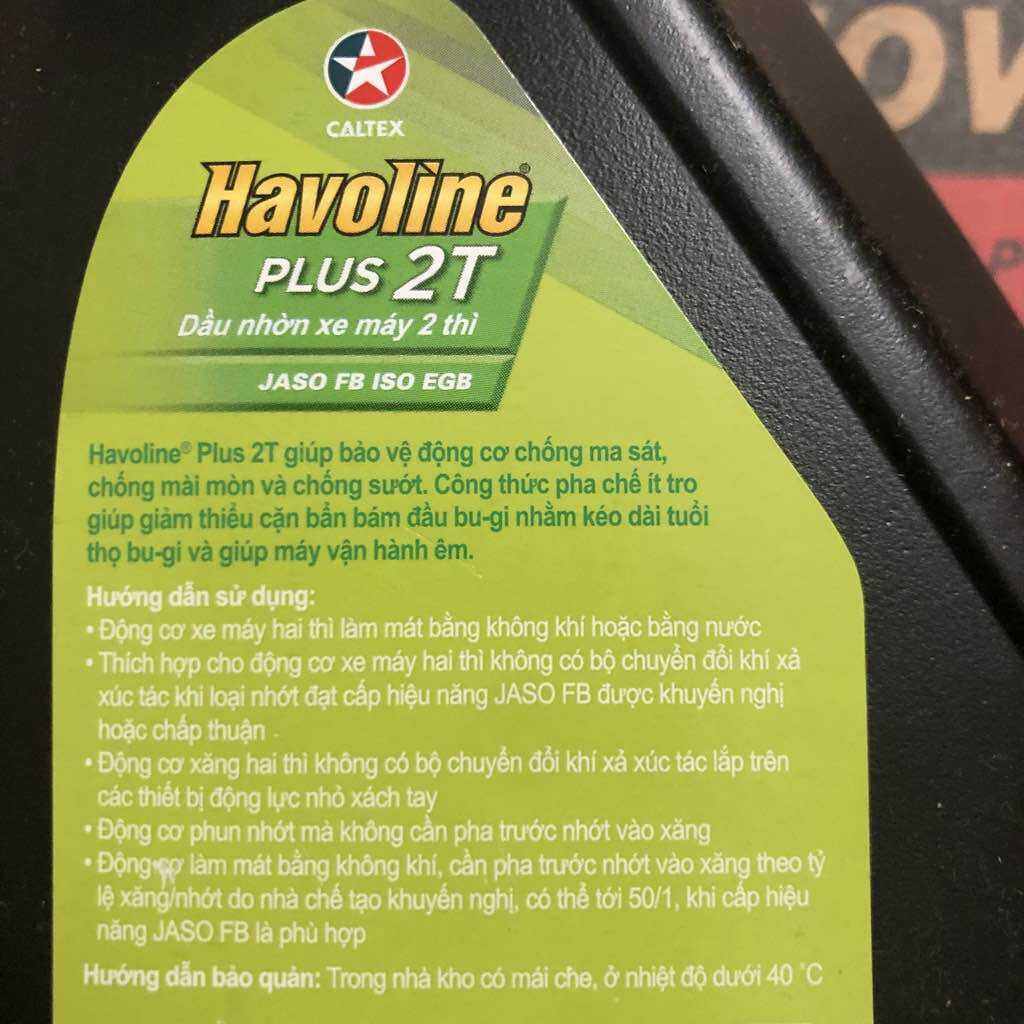 CALTEX
Havoline®
PLUS 2T
Dầu nhờn xe máy 2 thì
JASO FB ISO EGB
Havoline® Plus 2T giúp bảo vệ động cơ chống ma sát,
chống mài mòn và chống sướt. Công thức pha chế ít tro
giúp giảm thiểu cặn bẩn bám đầu bu-gi nhằm kéo dài tuổi
thọ bu-gi và giúp máy vận hành êm.
Hướng dẫn sử dụng:
• Động cơ xe máy hai thì làm mát bằng không khí hoặc bằng nước
• Thích hợp cho động cơ xe máy hai thì không có bộ chuyển đổi khí xả
xúc tác khi loại nhớt đạt cấp hiệu năng JASO FB được khuyến nghị
hoặc chấp thuận
• Động cơ xăng hai thì không có bộ chuyển đổi khí xả xúc tác lắp trên
các thiết bị động lực nhỏ xách tay
• Động cơ phun nhớt mà không cần pha trước nhớt vào xăng
• Động cơ làm mát bằng không khí, cần pha trước nhớt vào xăng theo tỷ
lệ xăng/nhớt do nhà chế tạo khuyến nghị, có thể tới 50/1, khi cấp hiệu
năng JASO FB là phù hợp
Hướng dẫn bảo quản: Trong nhà kho có mái che, ở nhiệt độ dưới 40 °C